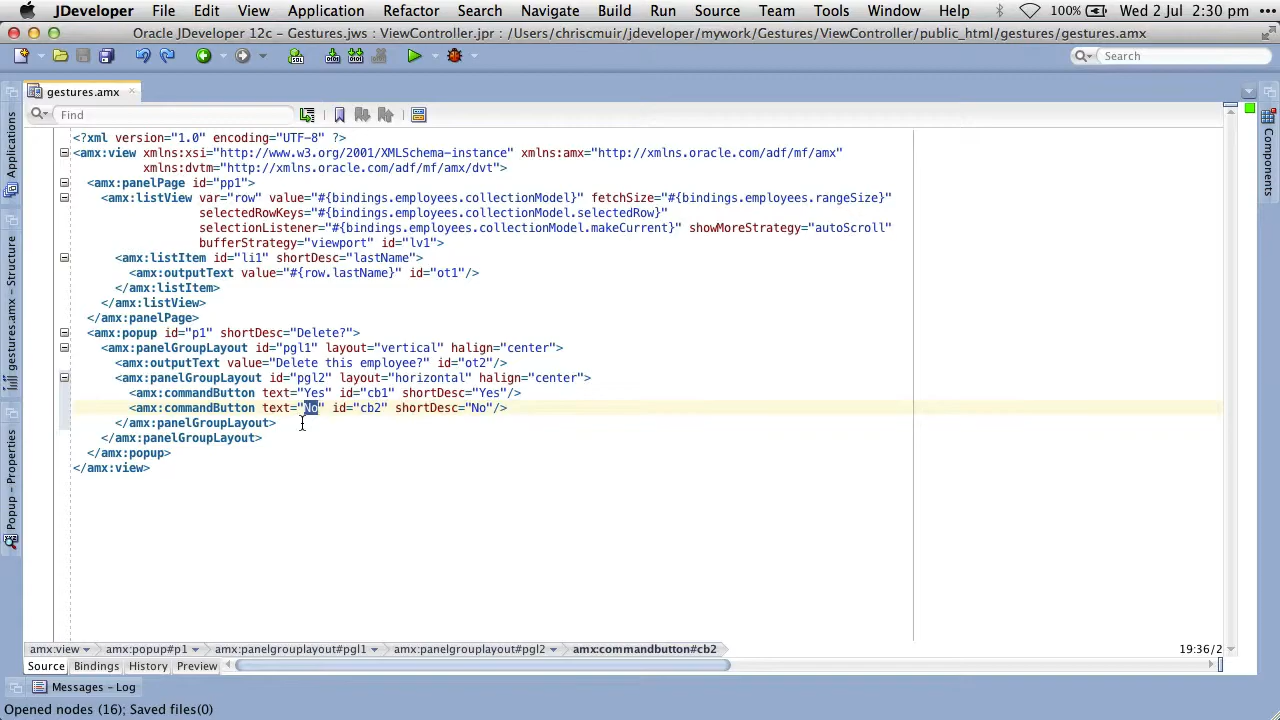 JDeveloper File Edit View Application Refactor Search Navigate Build Run Source Team Tools Window Help 100% Wed 2 Jul 2:30 pm
Oracle JDeveloper 12c - Gestures.jws : ViewController.jpr : /Users/chriscmuir/jdeveloper/mywork/Gestures/ViewController/public_html/gestures/gestures.amx
Search
gestures.amx
Find
Applications
gestures.amx - Structure
Popup - Properties
Components
<?xml version="1.0" encoding="UTF-8" ?>
<amx:view xmlns:xsi="http://www.w3.org/2001/XMLSchema-instance" xmlns:amx="http://xmlns.oracle.com/adf/mf/amx"
xmlns:dvtm="http://xmlns.oracle.com/adf/mf/amx/dvt">
<amx:panelPage id="pp1">
<amx:listView var="row" value="#{bindings.employees.collectionModel}" fetchSize="#{bindings.employees.rangeSize}"
selectedRowKeys="#{bindings.employees.collectionModel.selectedRow}"
selectionListener="#{bindings.employees.collectionModel.makeCurrent}" showMoreStrategy="autoScroll"
bufferStrategy="viewport" id="lv1">
<amx:listItem id="li1" shortDesc="lastName">
<amx:outputText value="#{row.lastName}" id="ot1"/>
</amx:listItem>
</amx:listView>
</amx:panelPage>
<amx:popup id="p1" shortDesc="Delete?">
<amx:panelGroupLayout id="pgl1" layout="vertical" halign="center">
<amx:outputText value="Delete this employee?" id="ot2"/>
<amx:panelGroupLayout id="pgl2" layout="horizontal" halign="center">
<amx:commandButton text="Yes" id="cb1" shortDesc="Yes"/>
<amx:commandButton text="No" id="cb2" shortDesc="No"/>
</amx:panelGroupLayout>
</amx:panelGroupLayout>
</amx:popup>
</amx:view>
amx:view amx:popup#p1 amx:panelgrouplayout#pgl1 amx:panelgrouplayout#pgl2 amx:commandbutton#cb2 19:36/2
Source Bindings History Preview
Messages - Log
Opened nodes (16); Saved files(0)